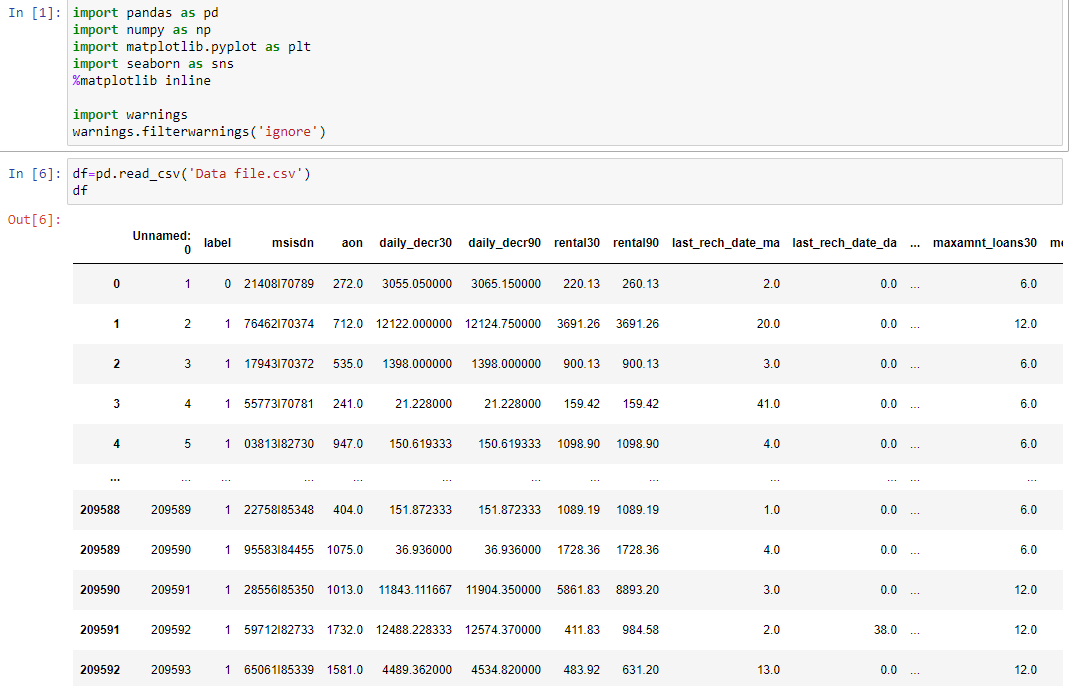 In [1]: import pandas as pd
import numpy as np
import matplotlib.pyplot as plt
import seaborn as sns
%matplotlib inline
import warnings
warnings.filterwarnings('ignore')
In [6]: df=pd.read_csv('Data file.csv')
df
Out[6]:
Unnamed: 0 label msisdn aon daily_decr30 daily_decr90 rental30 rental90 last_rech_date_ma last_rech_date_da ... maxamnt_loans30
0 1 0 21408I70789 272.0 3055.050000 3065.150000 220.13 260.13 2.0 0.0 ... 6.0
1 2 1 76462I70374 712.0 12122.000000 12124.750000 3691.26 3691.26 20.0 0.0 ... 12.0
2 3 1 17943I70372 535.0 1398.000000 1398.000000 900.13 900.13 3.0 0.0 ... 6.0
3 4 1 55773I70781 241.0 21.228000 21.228000 159.42 159.42 41.0 0.0 ... 6.0
4 5 1 03813I82730 947.0 150.619333 150.619333 1098.90 1098.90 4.0 0.0 ... 6.0
... ... ... ... ... ... ... ... ... ... ... ... ...
209588 209589 1 22758I85348 404.0 151.872333 151.872333 1089.19 1089.19 1.0 0.0 ... 6.0
209589 209590 1 95583I84455 1075.0 36.936000 36.936000 1728.36 1728.36 4.0 0.0 ... 6.0
209590 209591 1 28556I85350 1013.0 11843.111667 11904.350000 5861.83 8893.20 3.0 0.0 ... 12.0
209591 209592 1 59712I82733 1732.0 12488.228333 12574.370000 411.83 984.58 2.0 38.0 ... 12.0
209592 209593 1 65061I85339 1581.0 4489.362000 4534.820000 483.92 631.20 13.0 0.0 ... 12.0